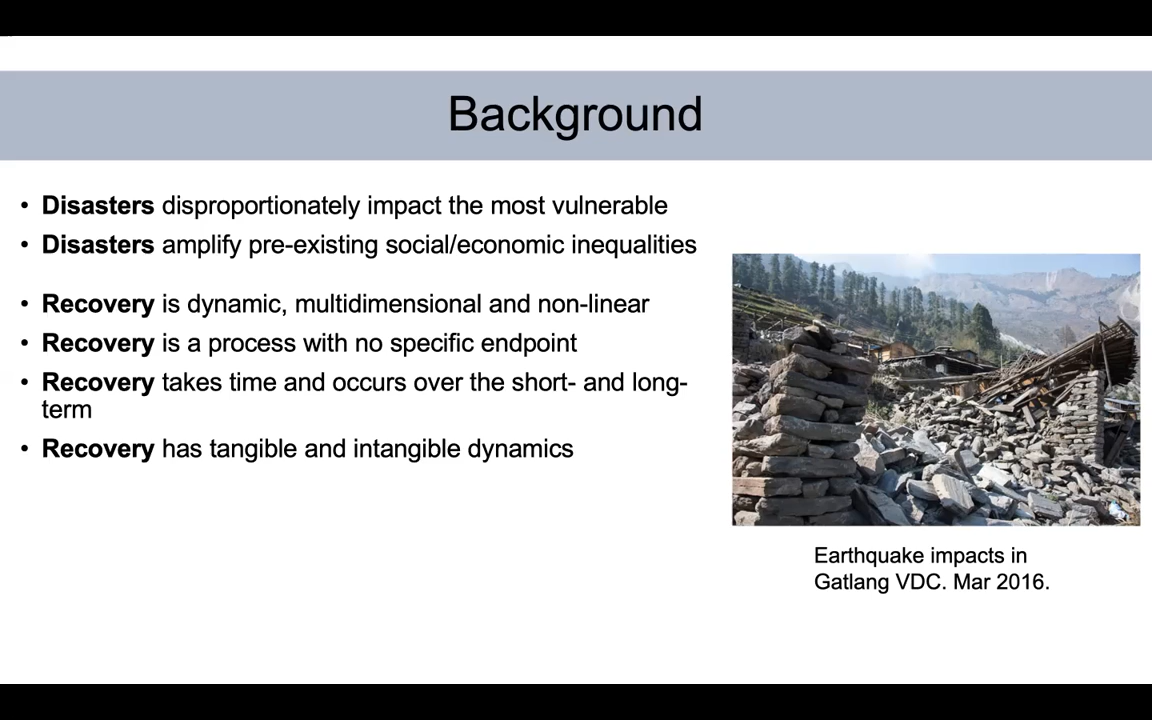 Background
• Disasters disproportionately impact the most vulnerable
• Disasters amplify pre-existing social/economic inequalities
• Recovery is dynamic, multidimensional and non-linear
• Recovery is a process with no specific endpoint
• Recovery takes time and occurs over the short- and long-
term
• Recovery has tangible and intangible dynamics
Earthquake impacts in
Gatlang VDC. Mar 2016.